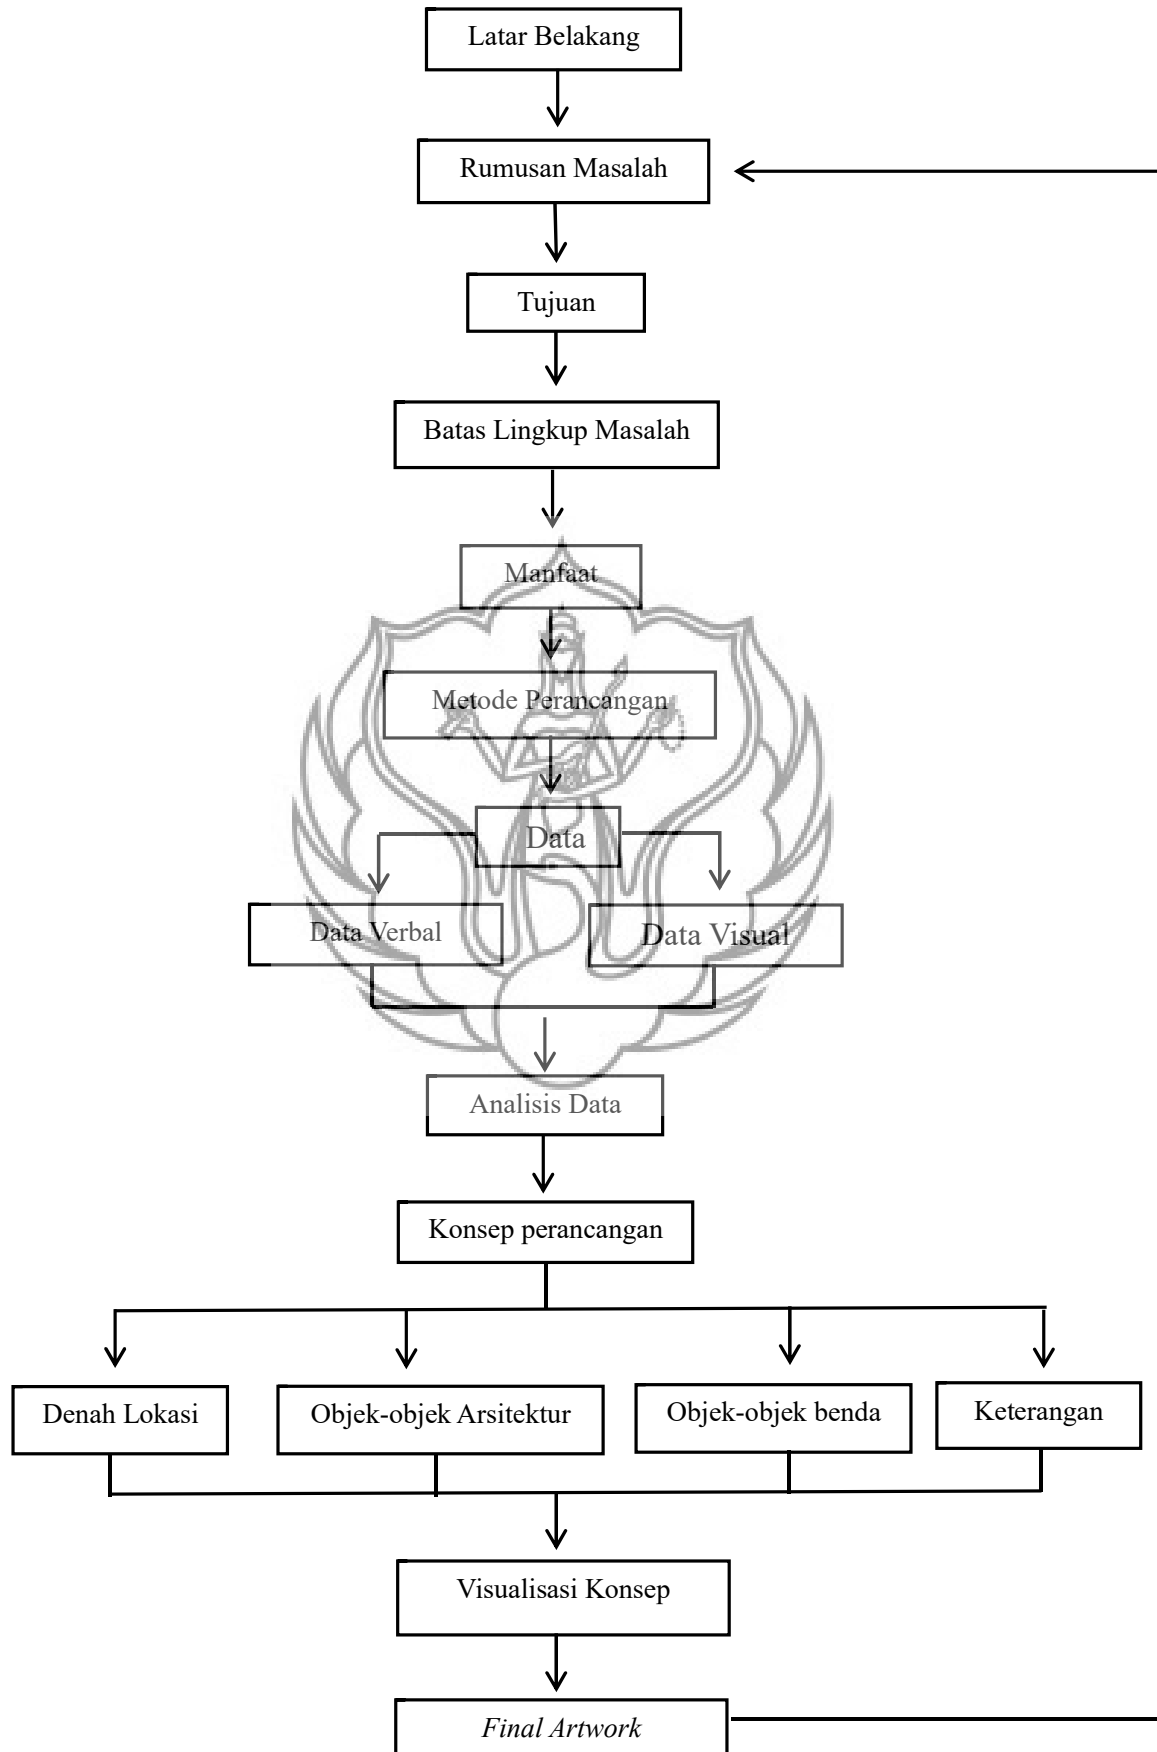 Latar Belakang
Rumusan Masalah
Tujuan
Batas Lingkup Masalah
Manfaat
Metode Perancangan
Data
Data Verbal
Data Visual
Analisis Data
Konsep perancangan
Denah Lokasi
Objek-objek Arsitektur
Objek-objek benda
Keterangan
Visualisasi Konsep
Final Artwork